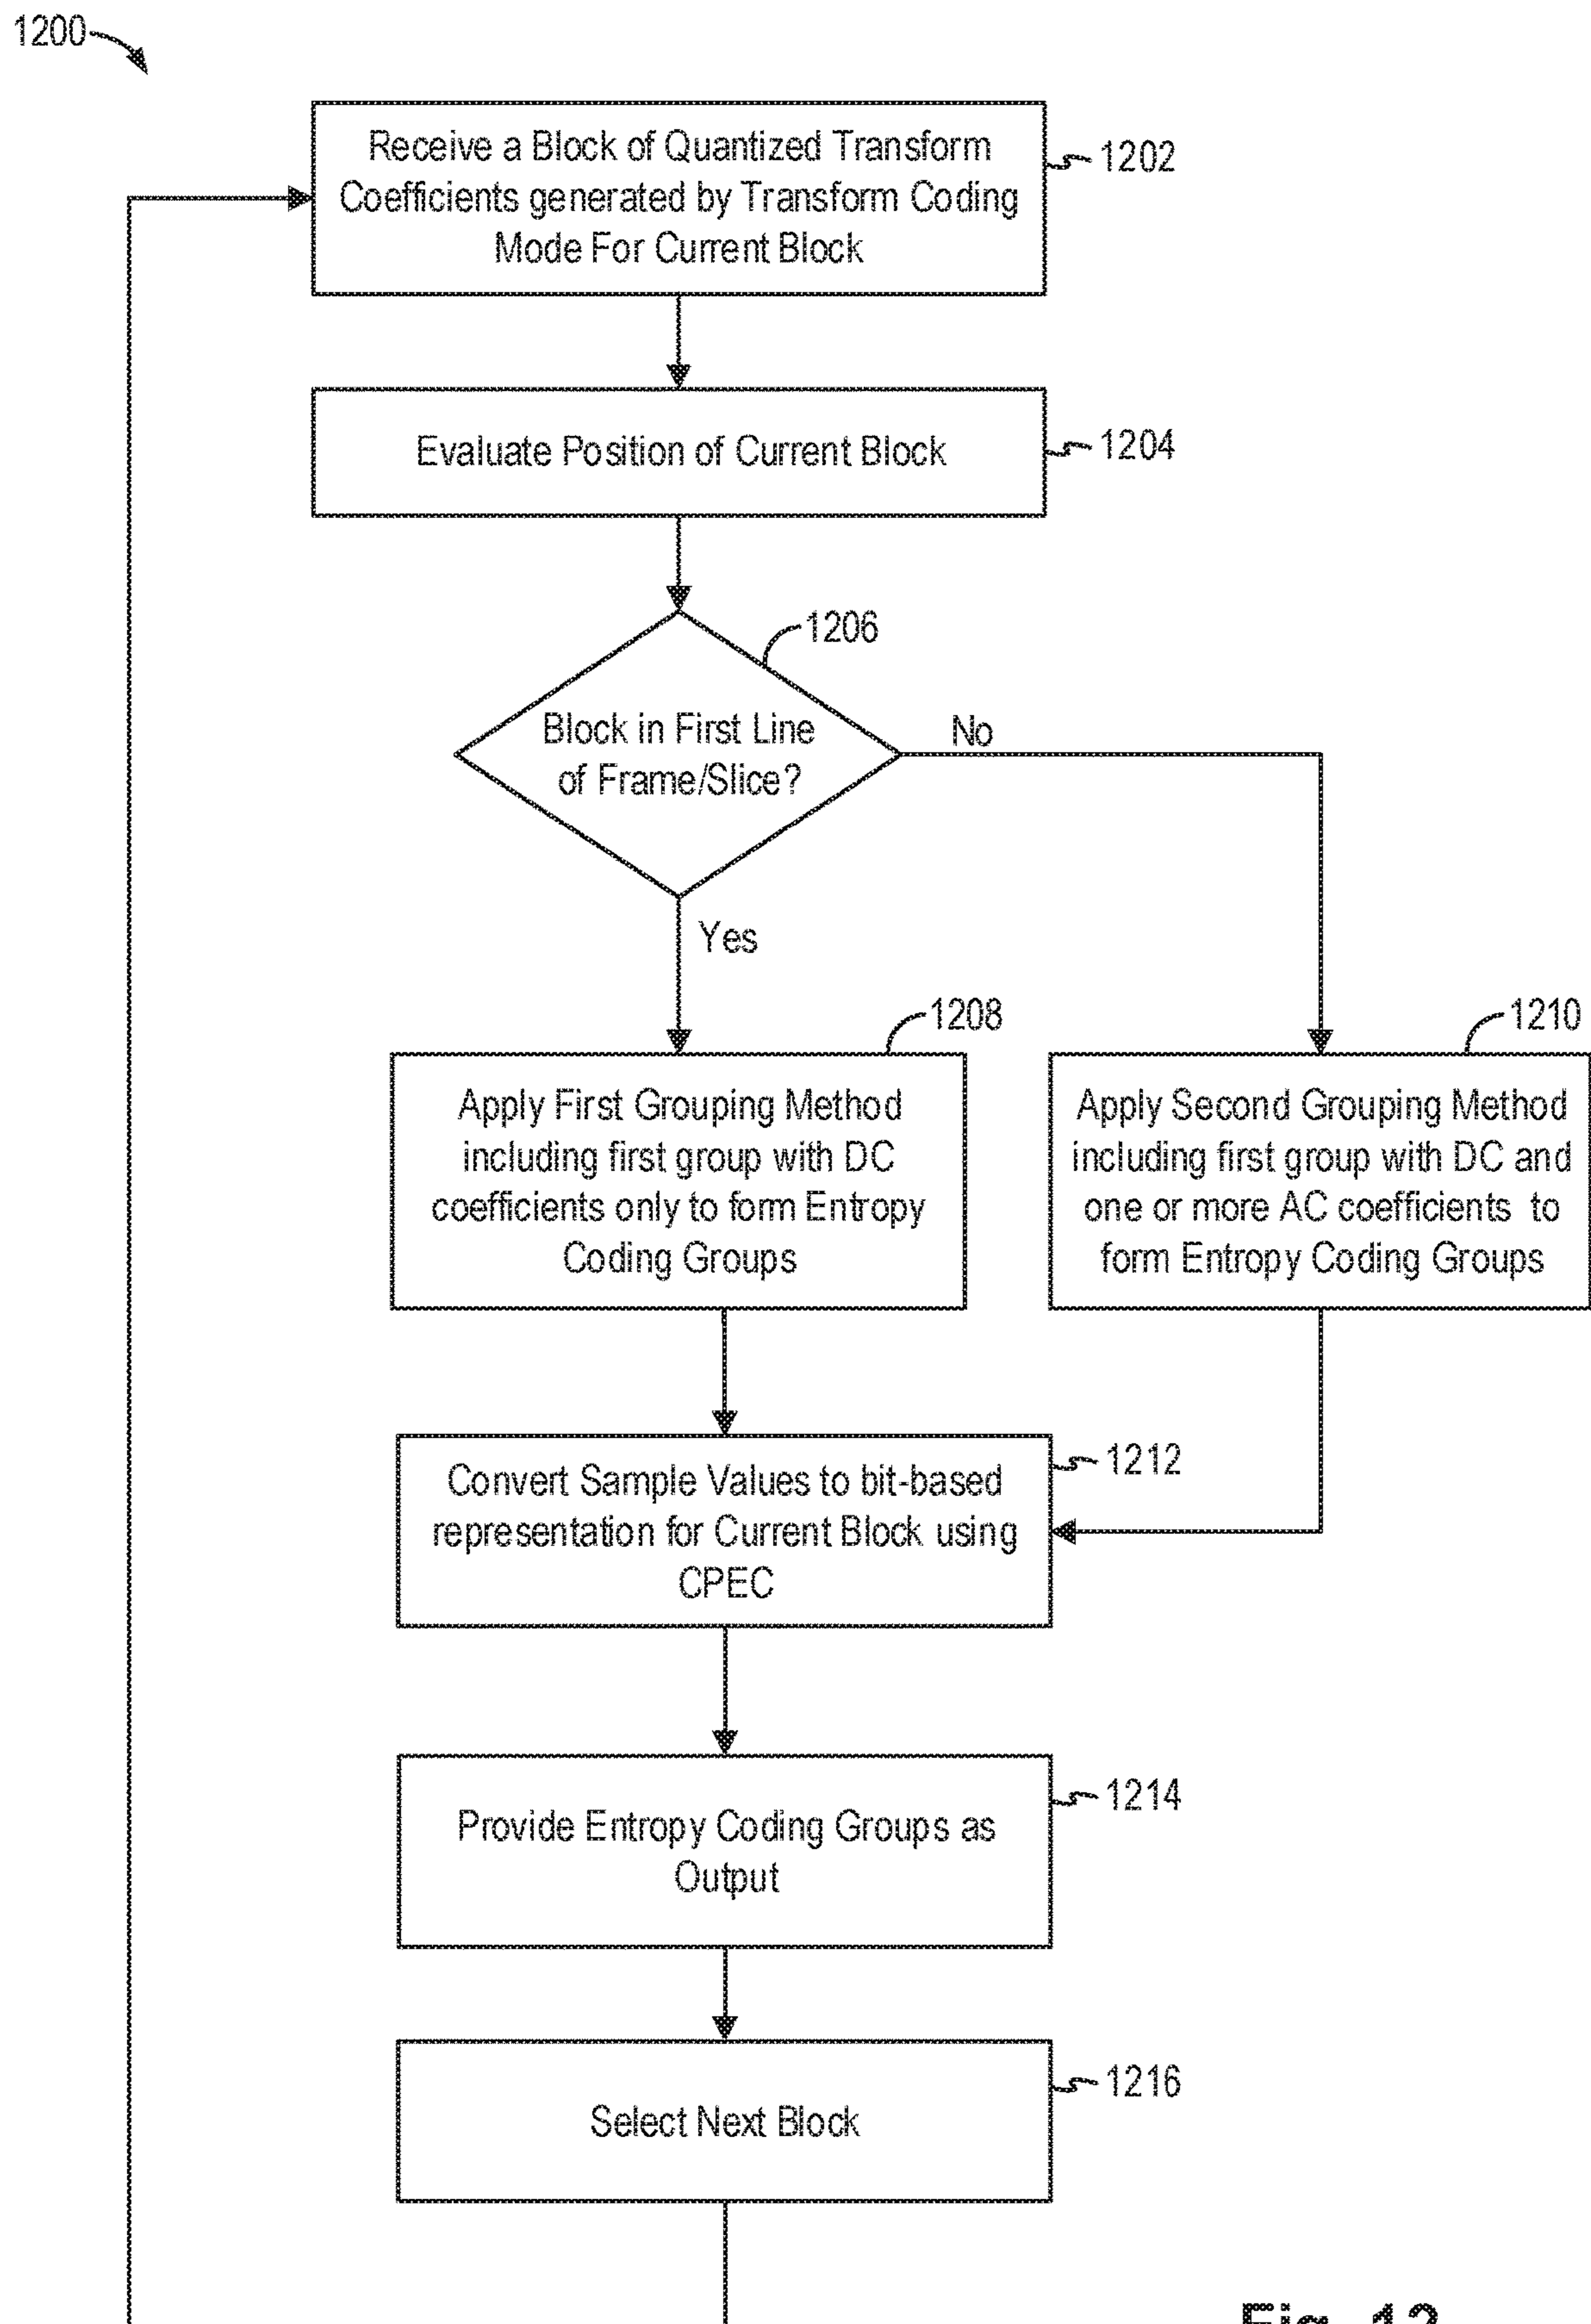 1200
Receive a Block of Quantized Transform
Coefficients generated by Transform Coding
Mode For Current Block
1202
Evaluate Position of Current Block
1204
1206
Block in First Line
of Frame/Slice?
No
Yes
1208
1210
Apply First Grouping Method
including first group with DC
coefficients only to form Entropy
Coding Groups
Apply Second Grouping Method
including first group with DC and
one or more AC coefficients to
form Entropy Coding Groups
Convert Sample Values to bit-based
representation for Current Block using
CPEC
1212
Provide Entropy Coding Groups as
Output
1214
Select Next Block
1216
Fig. 12